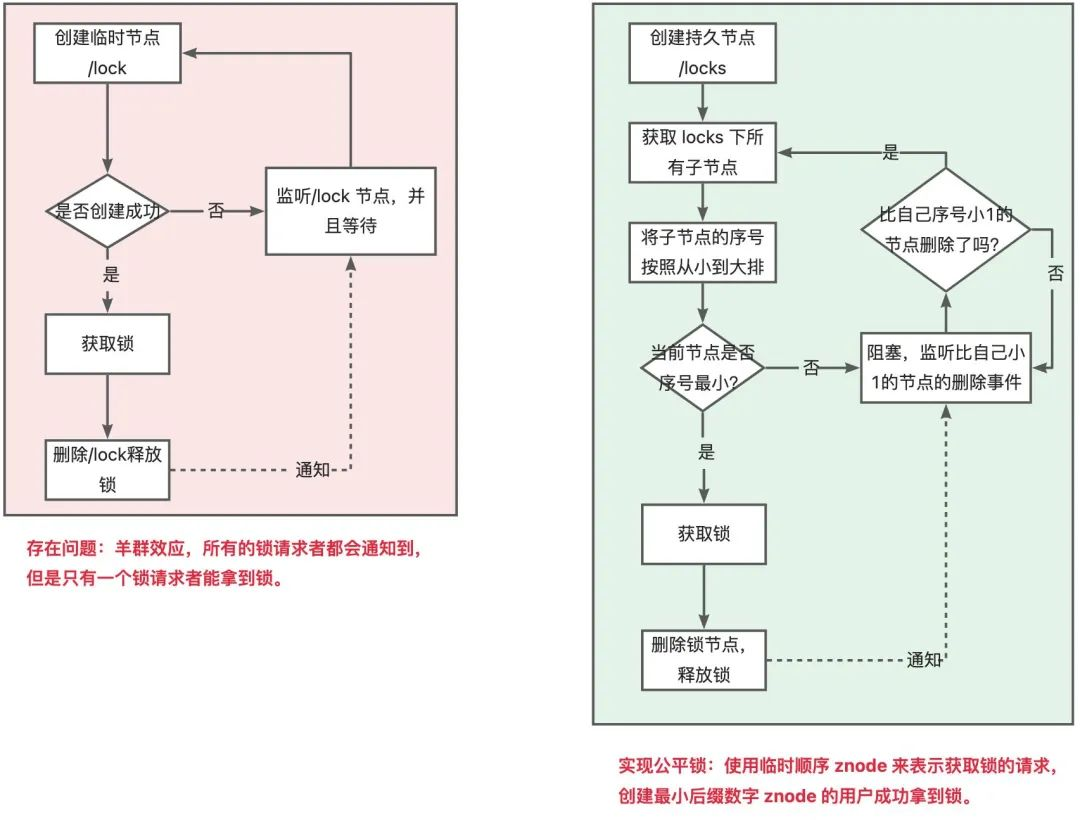 创建临时节点
/lock
是否创建成功
否
监听/lock 节点，并
且等待
是
获取锁
删除/lock释放
锁
通知
存在问题：羊群效应，所有的锁请求者都会通知到，
但是只有一个锁请求者能拿到锁。
创建持久节点
/locks
获取 locks 下所
有子节点
是
将子节点的序号
按照从小到大排
比自己序号小1的
节点删除了吗？
否
当前节点是否
序号最小？
否
阻塞，监听比自己小
1的节点的删除事件
是
获取锁
删除锁节点，
释放锁
通知
实现公平锁：使用临时顺序 znode 来表示获取锁的请求，
创建最小后缀数字 znode 的用户成功拿到锁。